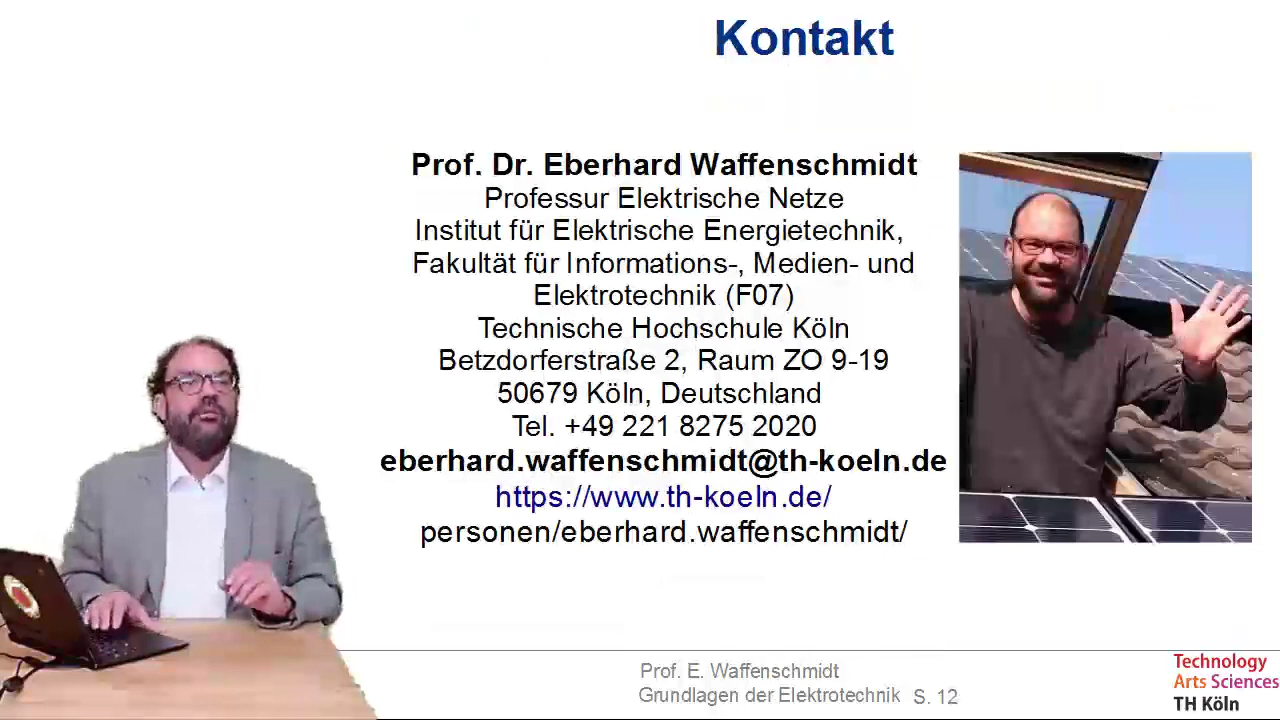 Kontakt
Prof. Dr. Eberhard Waffenschmidt
Professur Elektrische Netze
Institut für Elektrische Energietechnik,
Fakultät für Informations-, Medien- und
Elektrotechnik (F07)
Technische Hochschule Köln
Betzdorferstraße 2, Raum ZO 9-19
50679 Köln, Deutschland
Tel. +49 221 8275 2020
eberhard.waffenschmidt@th-koeln.de
https://www.th-koeln.de/
personen/eberhard.waffenschmidt/
Prof. E. Waffenschmidt
Grundlagen der Elektrotechnik S. 12
Technology
Arts Sciences
TH Köln